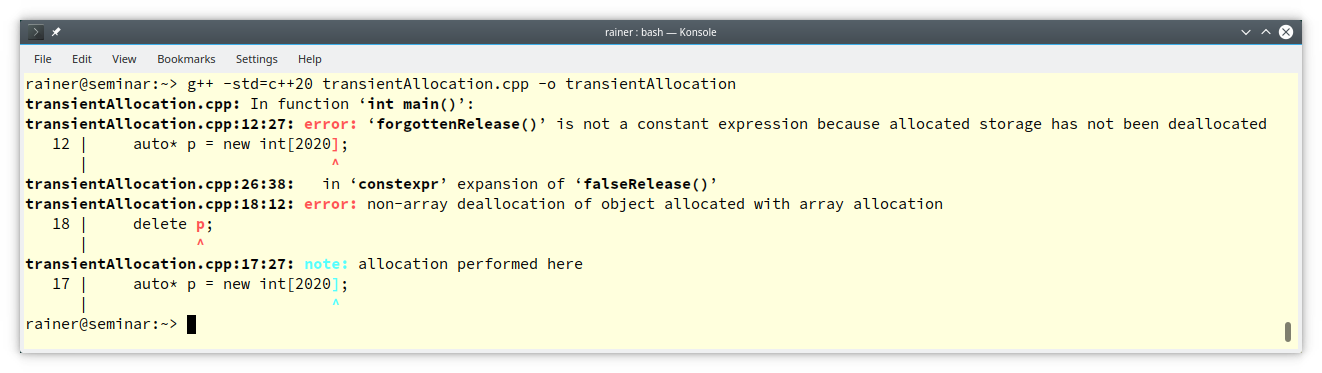 rainer : bash — Konsole
File Edit View Bookmarks Settings Help
rainer@seminar:~> g++ -std=c++20 transientAllocation.cpp -o transientAllocation
transientAllocation.cpp: In function ‘int main()’:
transientAllocation.cpp:12:27: error: ‘forgottenRelease()’ is not a constant expression because allocated storage has not been deallocated
   12 |     auto* p = new int[2020];
      |                           ^
transientAllocation.cpp:26:38:   in ‘constexpr’ expansion of ‘falseRelease()’
transientAllocation.cpp:18:12: error: non-array deallocation of object allocated with array allocation
   18 |     delete p;
      |            ^
transientAllocation.cpp:17:27: note: allocation performed here
   17 |     auto* p = new int[2020];
      |                           ^
rainer@seminar:~>